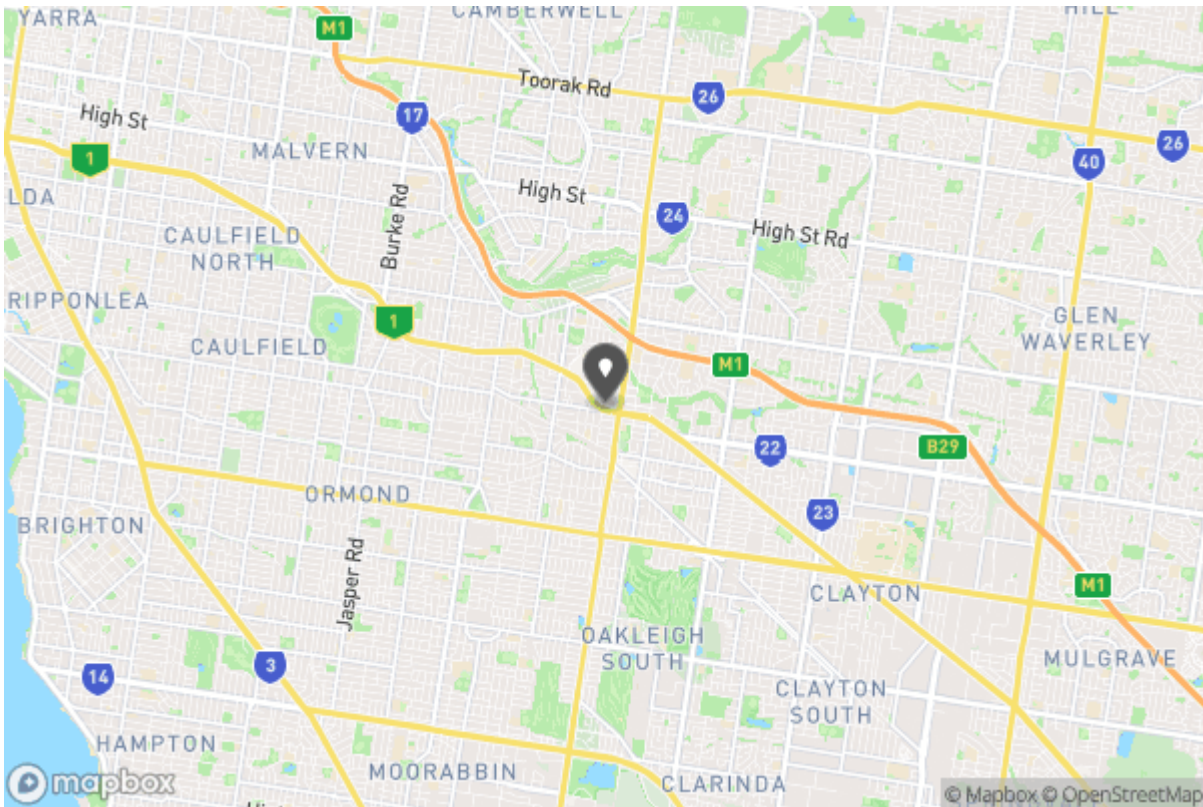 YARRA
CAMBERWELL
HILL
M1
Toorak Rd
26
17
High St
MALVERN
1
26
40
LDA
High St
24
High St Rd
Burke Rd
CAULFIELD
NORTH
RIPPONLEA
1
GLEN
WAVERLEY
CAULFIELD
M1
22
B29
ORMOND
23
BRIGHTON
Jasper Rd
CLAYTON
M1
OAKLEIGH
SOUTH
3
14
MULGRAVE
CLAYTON
SOUTH
HAMPTON
MOORABBIN
CLARINDA
mapbox
© Mapbox © OpenStreetMap